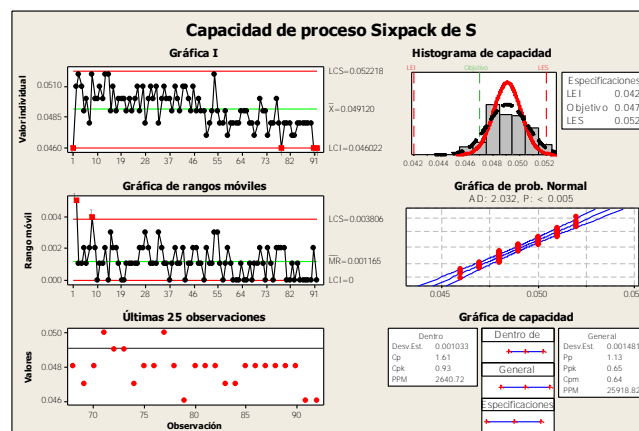 Capacidad de proceso Sixpack de S
Gráfica I
Valor individual
0.0510
0.0485
0.0460
1 10 19 28 37 46 55 64 73 82 91
LCS=0.052218
X=0.049120
LCI=0.046022
Histograma de capacidad
LEI Objetivo LES
0.042 0.044 0.046 0.048 0.050 0.052
Especificaciones
LEI 0.042
Objetivo 0.047
LES 0.052
Gráfica de rangos móviles
Rango móvil
0.004
0.002
0.000
1
1 10 19 28 37 46 55 64 73 82 91
LCS=0.003806
MR=0.001165
LCI=0
Gráfica de prob. Normal
AD: 2.032, P: < 0.005
0.045 0.050
Últimas 25 observaciones
Valores
0.050
0.048
0.046
70 75 80 85 90
Observación
Gráfica de capacidad
Dentro
Desv.Est. 0.001033
Cp 1.61
Cpk 0.93
PPM 2640.72
Dentro de
General
Especificaciones
General
Desv.Est. 0.001481
Pp 1.13
Ppk 0.65
Cpm 0.64
PPM 25918.82